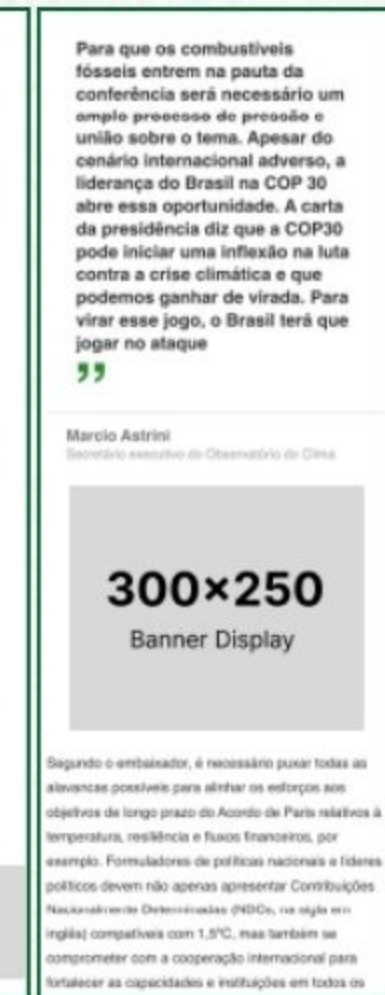 Para que os combustíveis
fósseis entrem na pauta da
conferência será necessário um
amplo processo de pressão e
união sobre o tema. Apesar do
cenário internacional adverso, a
liderança do Brasil na COP 30
abre essa oportunidade. A carta
da presidência diz que a COP30
pode iniciar uma inflexão na luta
contra a crise climática e que
podemos ganhar de virada. Para
virar esse jogo, o Brasil terá que
jogar no ataque
”
Marcio Astrini
Secretário executivo do Observatório do Clima
300×250
Banner Display
Segundo o embaixador, é necessário puxar todas as
alavancas possíveis para alinhar os esforços aos
objetivos de longo prazo do Acordo de Paris relativos à
temperatura, resiliência e fluxos financeiros, por
exemplo. Formuladores de políticas nacionais e líderes
políticos devem não apenas apresentar Contribuições
Nacionalmente Determinadas (NDCs, na sigla em
inglês) compatíveis com 1,5ºC, mas também se
comprometer com a cooperação internacional para
fortalecer as capacidades e instituições em todos os